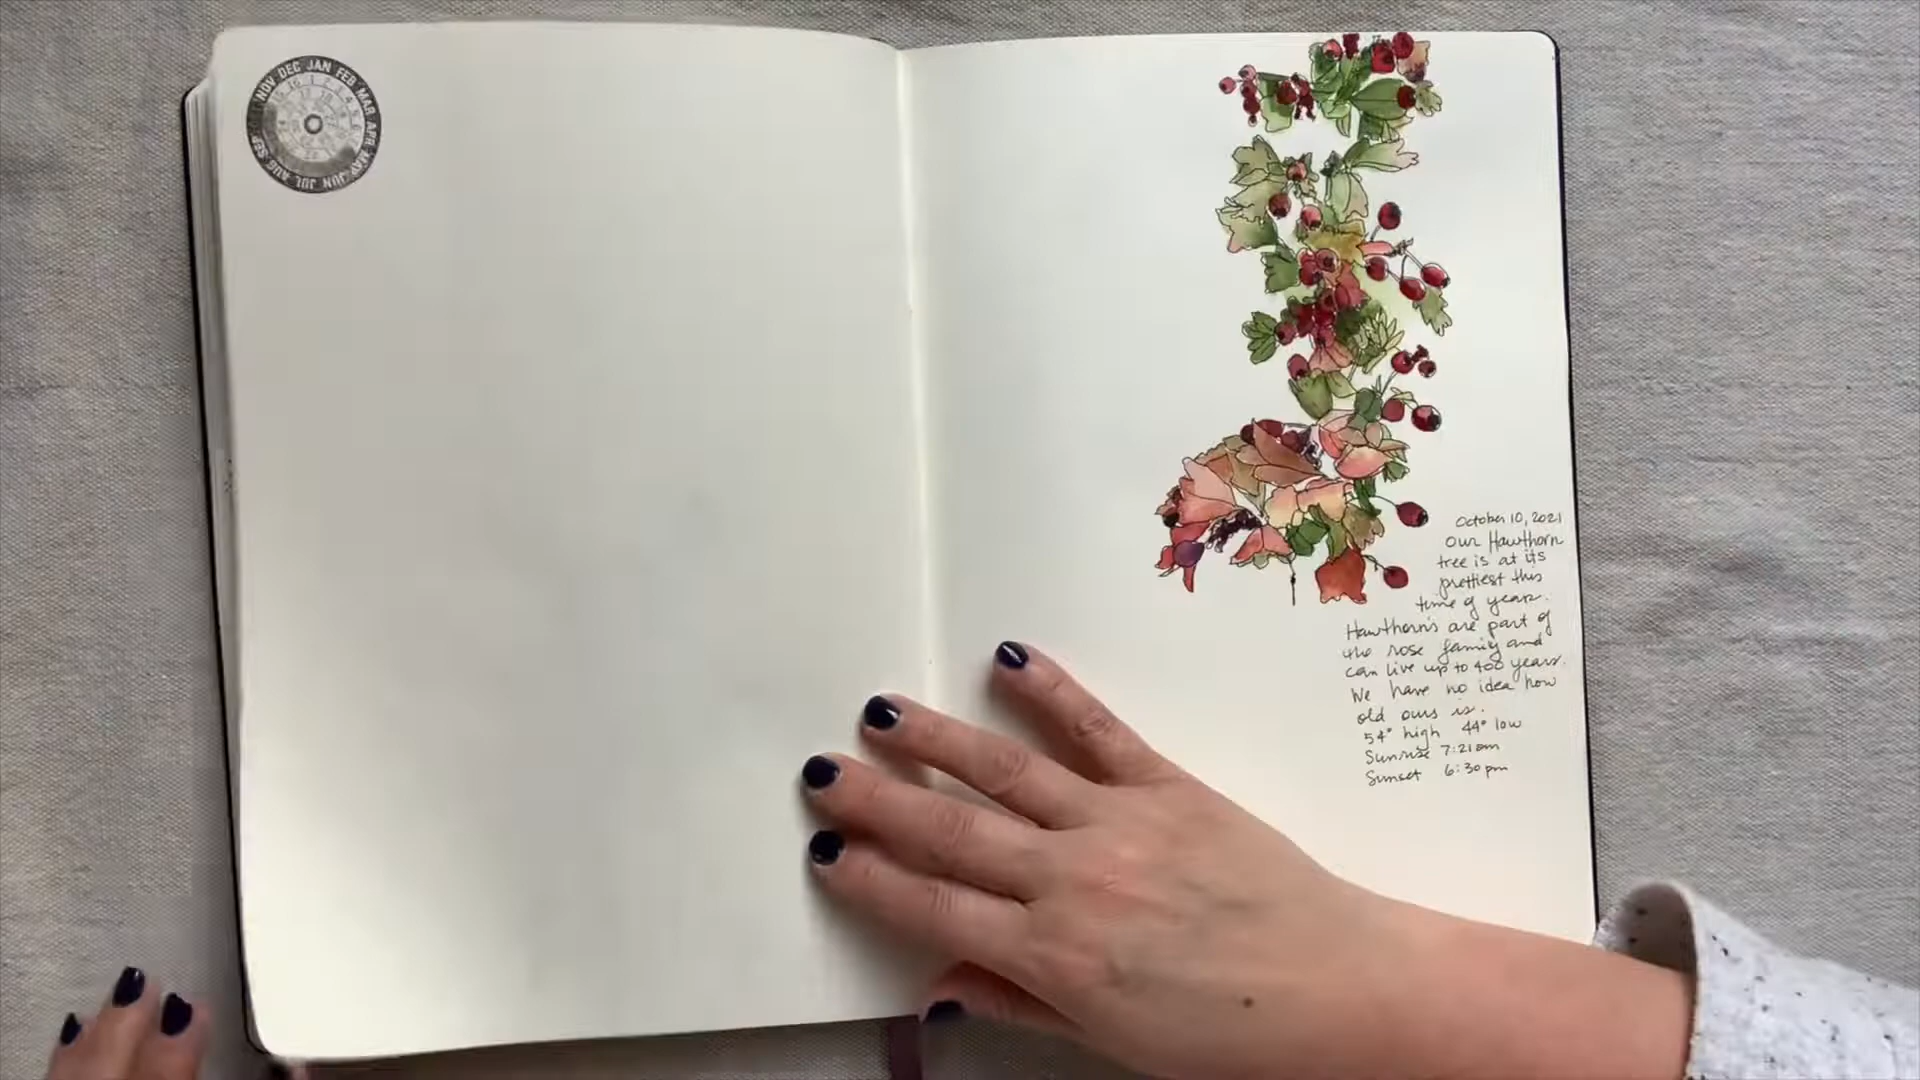 NOV DEC JAN FEB MAR APR MAY JUN JUL AUG SEP
October 10, 2021
Our Hawthorn
tree is at its
prettiest this
time of year.
Hawthorn's are part of
the rose family and
can live up to 400 years.
We have no idea how
old ours is.
54° high 44° low
Sunrise 7:21 am
Sunset 6:30 pm